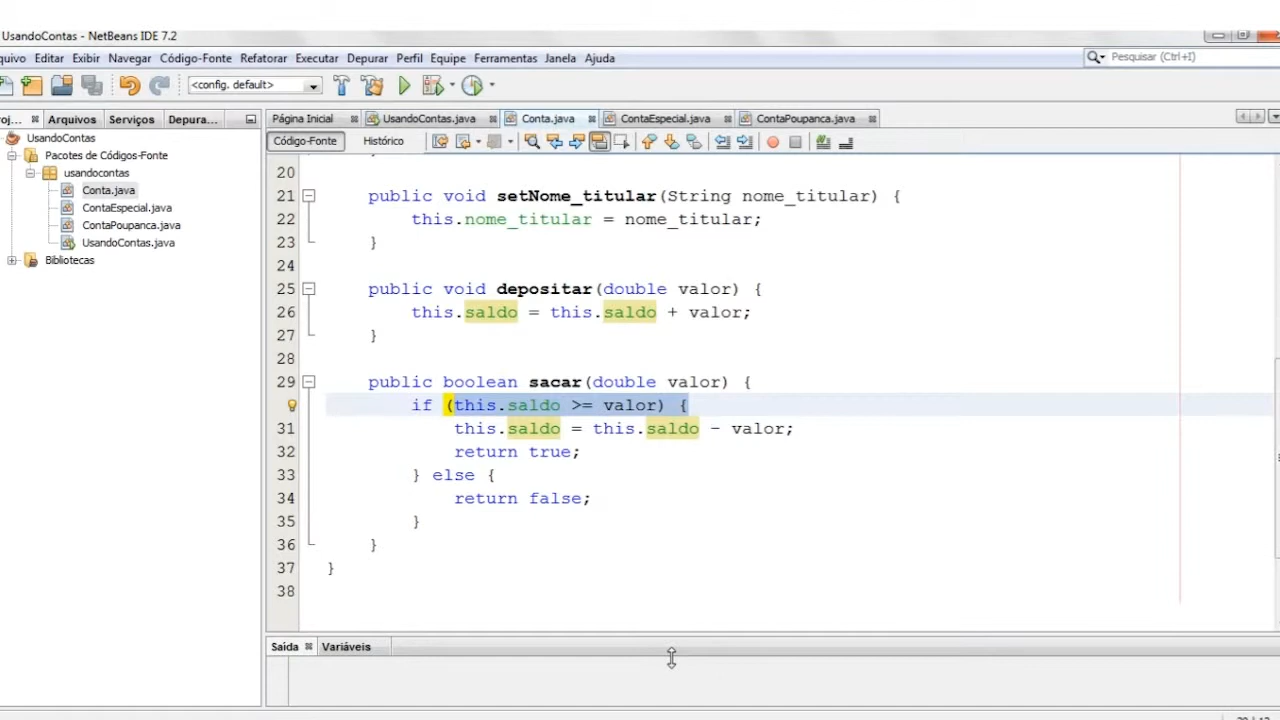 UsandoContas - NetBeans IDE 7.2
quivo Editar Exibir Navegar Código-Fonte Refatorar Executar Depurar Perfil Equipe Ferramentas Janela Ajuda
Pesquisar (Ctrl+I)
<config. default>
oj... Arquivos Serviços Depura...
Página Inicial UsandoContas.java Conta.java ContaEspecial.java ContaPoupanca.java
UsandoContas
Pacotes de Códigos-Fonte
usandocontas
Conta.java
ContaEspecial.java
ContaPoupanca.java
UsandoContas.java
Bibliotecas
Código-Fonte Histórico
20
21 public void setNome_titular(String nome_titular) {
22 this.nome_titular = nome_titular;
23 }
24
25 public void depositar(double valor) {
26 this.saldo = this.saldo + valor;
27 }
28
29 public boolean sacar(double valor) {
if (this.saldo >= valor) {
31 this.saldo = this.saldo - valor;
32 return true;
33 } else {
34 return false;
35 }
36 }
37 }
38
Saída Variáveis